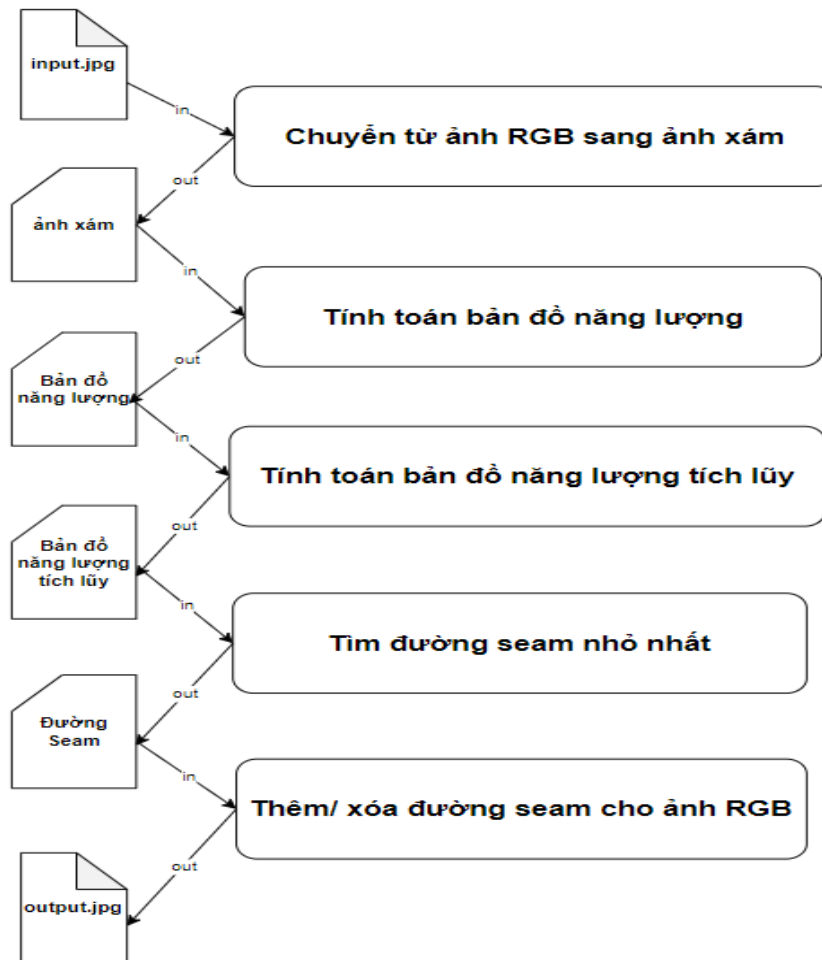 input.jpg
in
Chuyển từ ảnh RGB sang ảnh xám
out
ảnh xám
in
Tính toán bản đồ năng lượng
out
Bản đồ
năng lượng
in
Tính toán bản đồ năng lượng tích lũy
out
Bản đồ
năng lượng
tích lũy
in
Tìm đường seam nhỏ nhất
out
Đường
Seam
in
Thêm/ xóa đường seam cho ảnh RGB
out
output.jpg